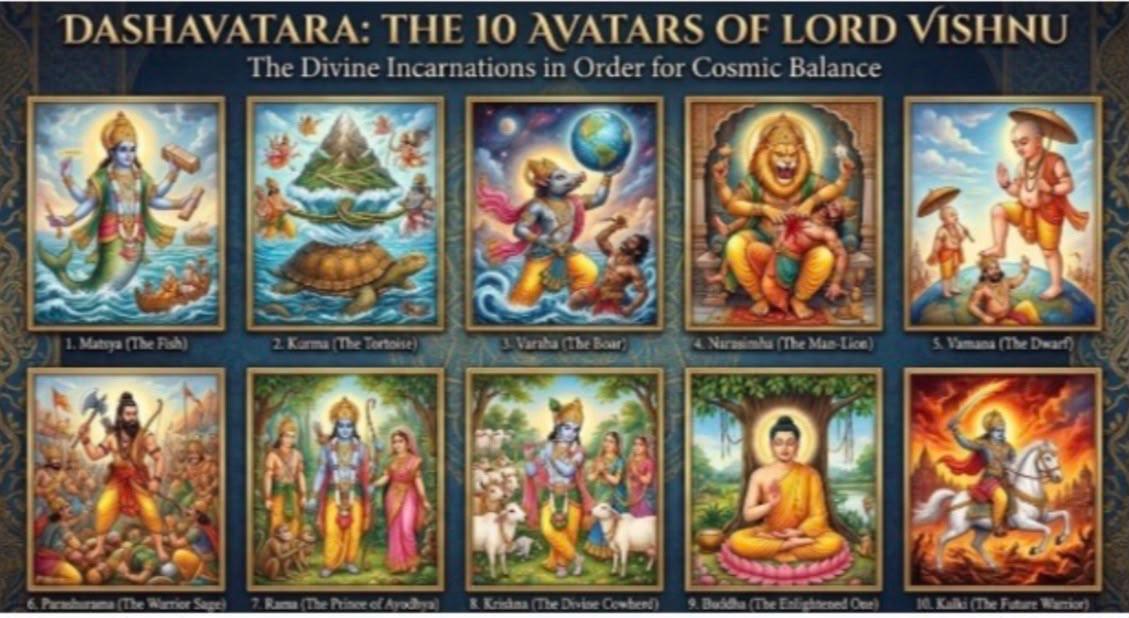 DASHAVATARA: THE 10 AVATARS OF LORD VISHNU
The Divine Incarnations in Order for Cosmic Balance
1. Matsya (The Fish)
2. Kurma (The Tortoise)
3. Varaha (The Boar)
4. Narasimha (The Man-Lion)
5. Vamana (The Dwarf)
6. Parashurama (The Warrior Sage)
7. Rama (The Prince of Ayodhya)
8. Krishna (The Divine Cowherd)
9. Buddha (The Enlightened One)
10. Kalki (The Future Warrior)